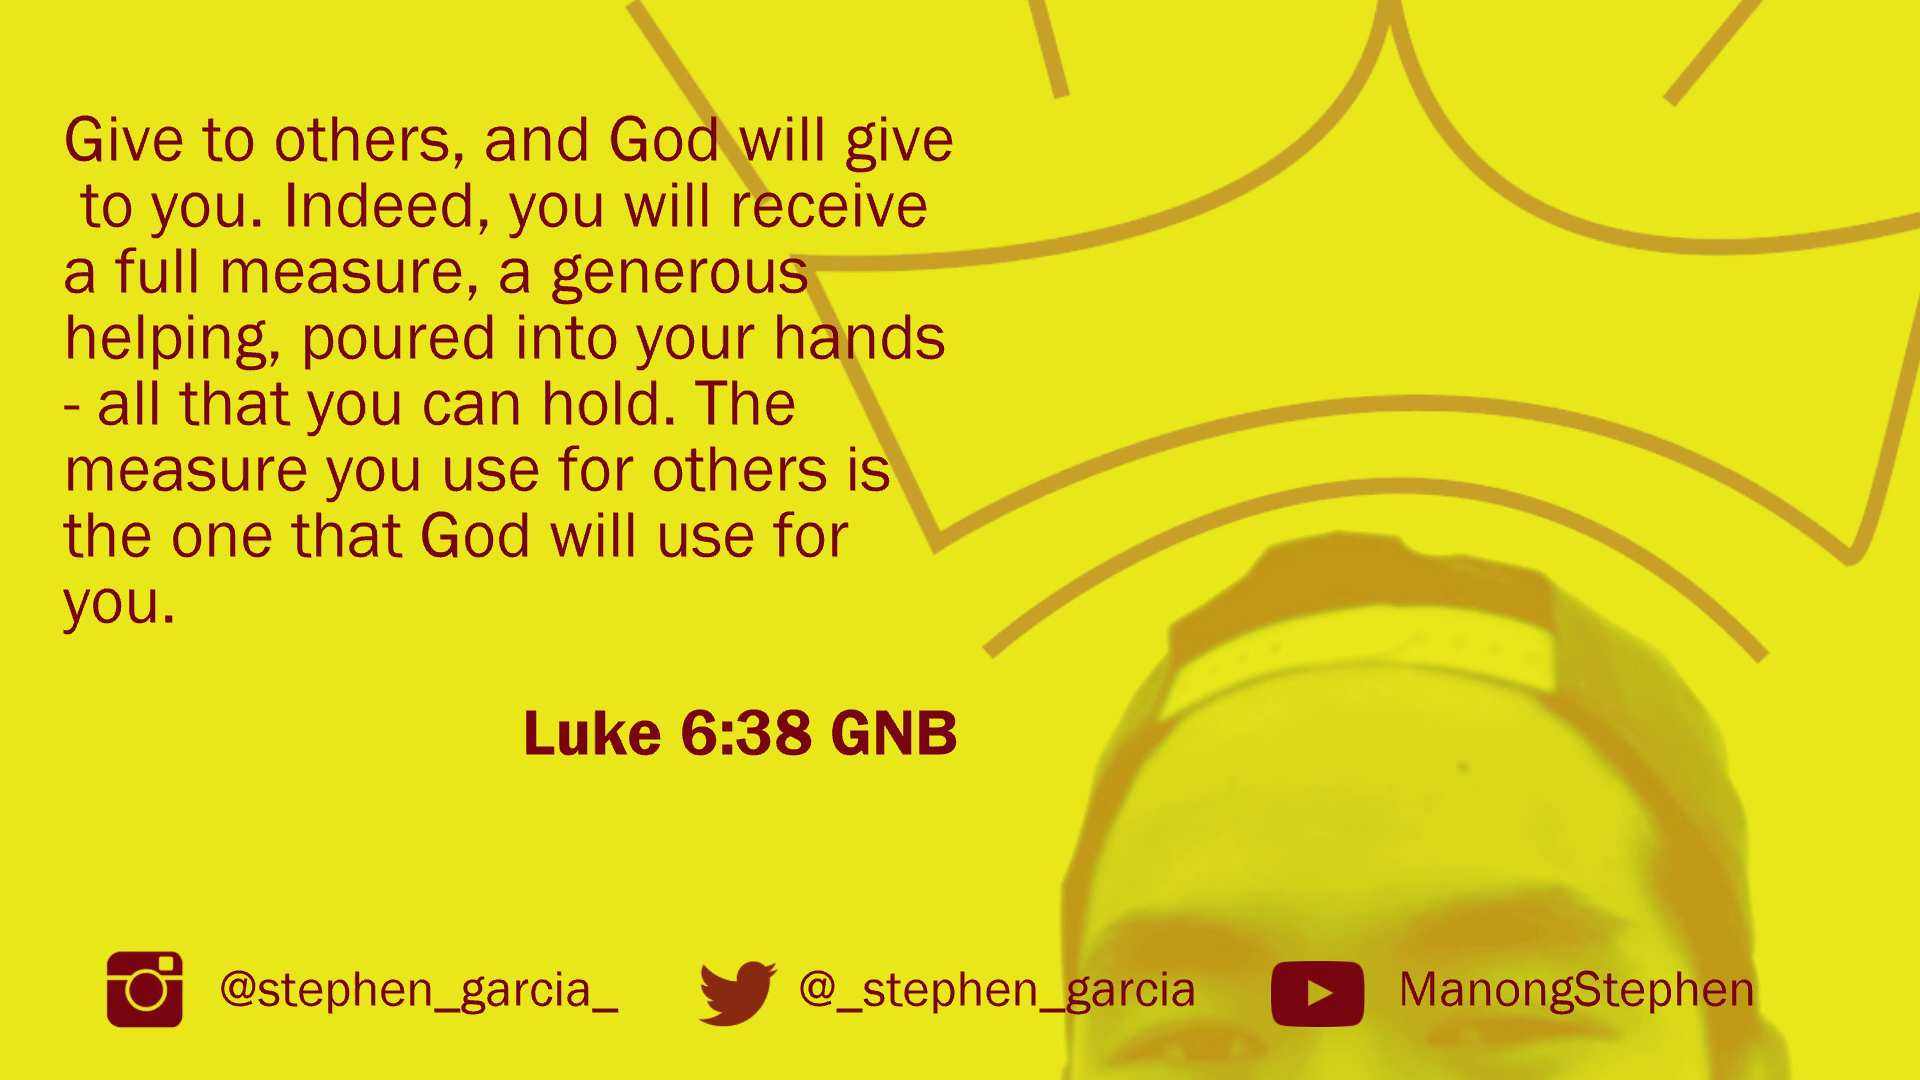 Give to others, and God will give
to you. Indeed, you will receive
a full measure, a generous
helping, poured into your hands
- all that you can hold. The
measure you use for others is
the one that God will use for
you.
Luke 6:38 GNB
@stephen_garcia_
@_stephen_garcia
ManongStephen